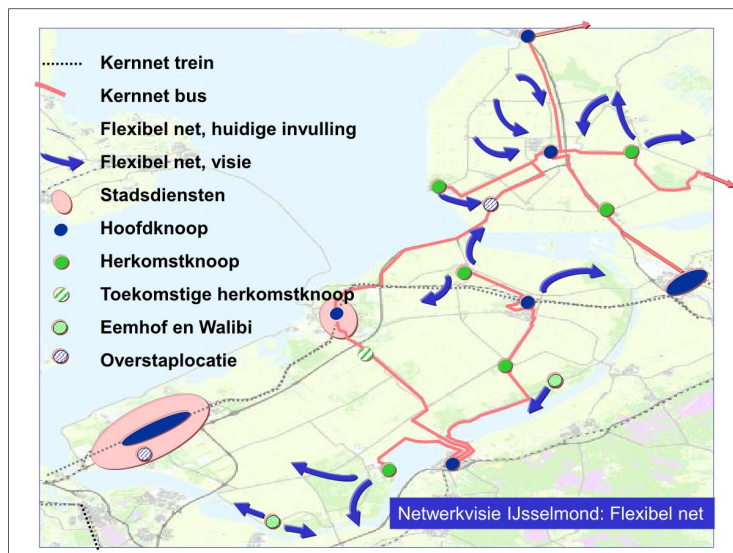 Kernnet trein
Kernnet bus
Flexibel net, huidige invulling
Flexibel net, visie
Stadsdiensten
Hoofdknoop
Herkomstknoop
Toekomstige herkomstknoop
Eemhof en Walibi
Overstaplocatie
Netwerkvisie IJsselmond: Flexibel net